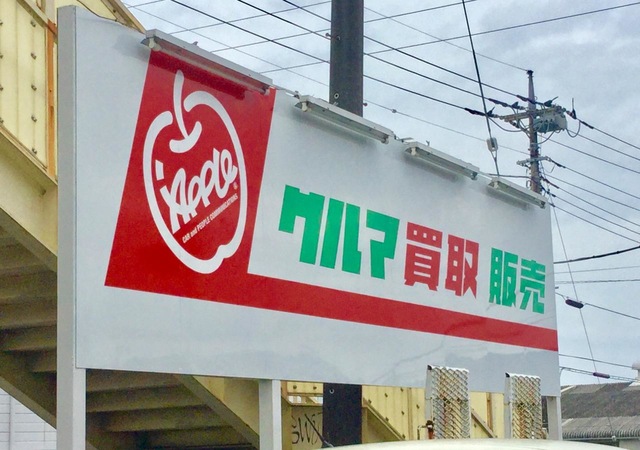 Apple
CAR and PEOPLE COMMUNICATIONS
クルマ買取 販売